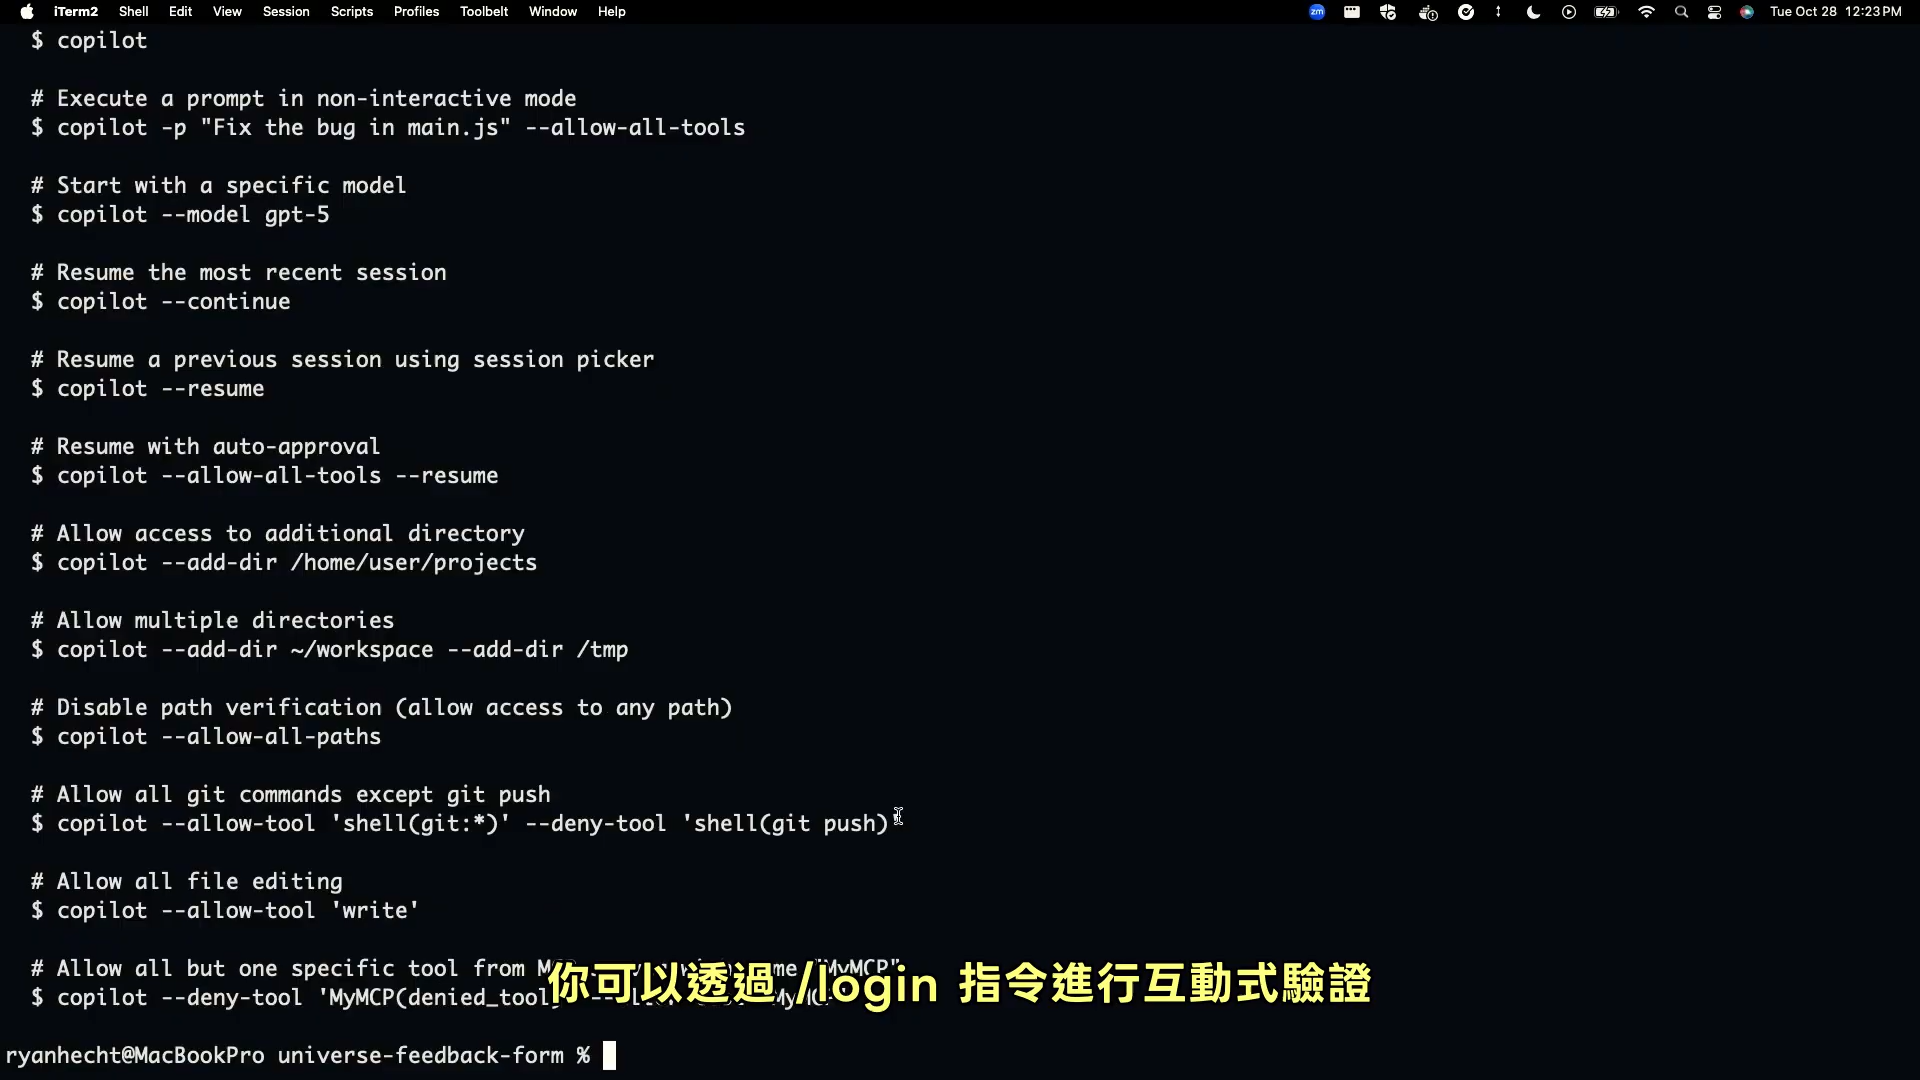 iTerm2 Shell Edit View Session Scripts Profiles Toolbelt Window Help zm Tue Oct 28 12:23 PM
$ copilot
# Execute a prompt in non-interactive mode
$ copilot -p "Fix the bug in main.js" --allow-all-tools
# Start with a specific model
$ copilot --model gpt-5
# Resume the most recent session
$ copilot --continue
# Resume a previous session using session picker
$ copilot --resume
# Resume with auto-approval
$ copilot --allow-all-tools --resume
# Allow access to additional directory
$ copilot --add-dir /home/user/projects
# Allow multiple directories
$ copilot --add-dir ~/workspace --add-dir /tmp
# Disable path verification (allow access to any path)
$ copilot --allow-all-paths
# Allow all git commands except git push
$ copilot --allow-tool 'shell(git:*)' --deny-tool 'shell(git push)'
# Allow all file editing
$ copilot --allow-tool 'write'
# Allow all but one specific tool from "MyMCP"
$ copilot --deny-tool 'MyMCP(denied_tool)
你可以透過 /login 指令進行互動式驗證
ryanhecht@MacBookPro universe-feedback-form %